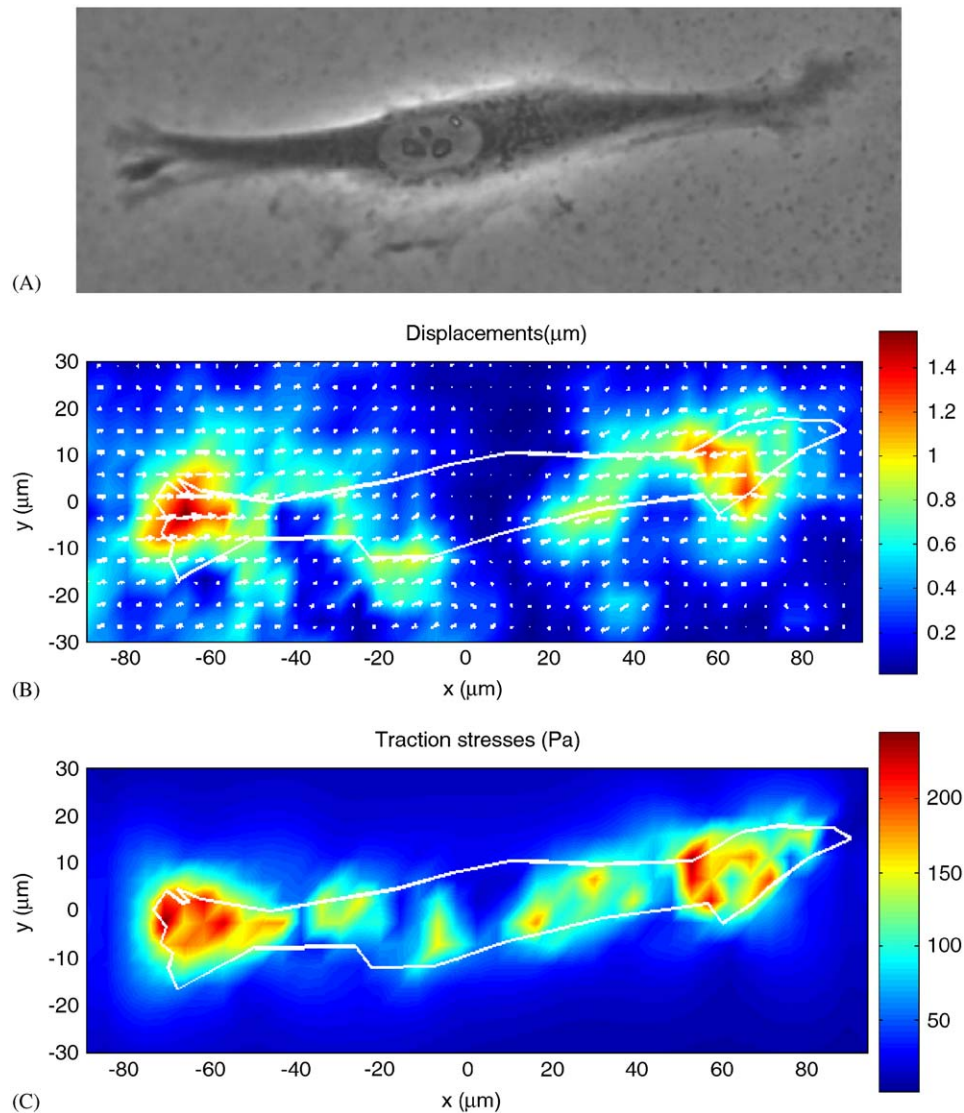 (A)
Displacements(μm)
30
20
10
0
-10
-20
-30
y (μm)
-80 -60 -40 -20 0 20 40 60 80
x (μm)
1.4
1.2
1
0.8
0.6
0.4
0.2
(B)
Traction stresses (Pa)
30
20
10
0
-10
-20
-30
y (μm)
-80 -60 -40 -20 0 20 40 60 80
x (μm)
200
150
100
50
(C)